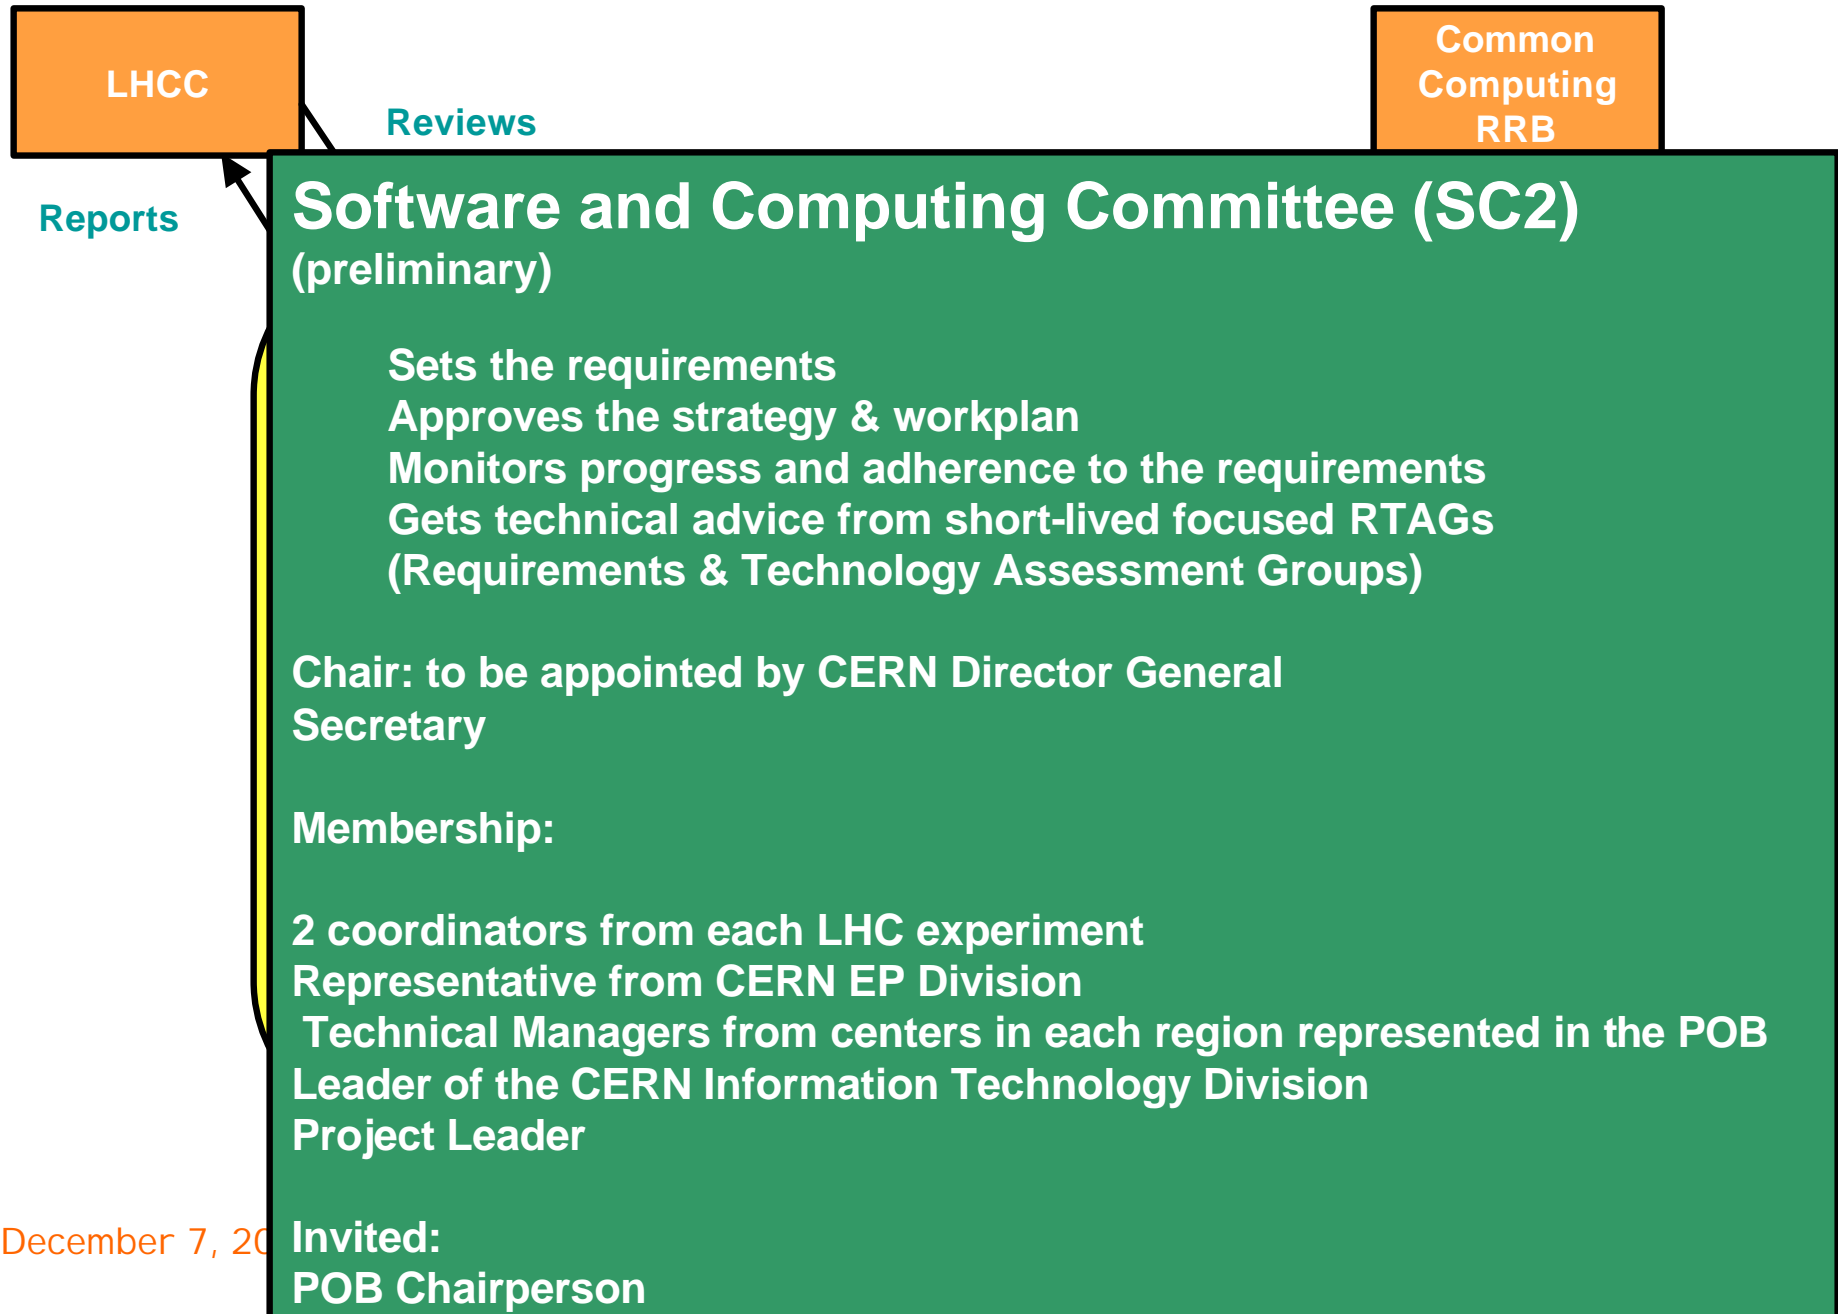 LHCC
Common
Computing
RRB
Reviews
Reports
Software and Computing Committee (SC2)
(preliminary)
Sets the requirements
Approves the strategy & workplan
Monitors progress and adherence to the requirements
Gets technical advice from short-lived focused RTAGs
(Requirements & Technology Assessment Groups)
Chair: to be appointed by CERN Director General
Secretary
Membership:
2 coordinators from each LHC experiment
Representative from CERN EP Division
Technical Managers from centers in each region represented in the POB
Leader of the CERN Information Technology Division
Project Leader
December 7, 20
Invited:
POB Chairperson